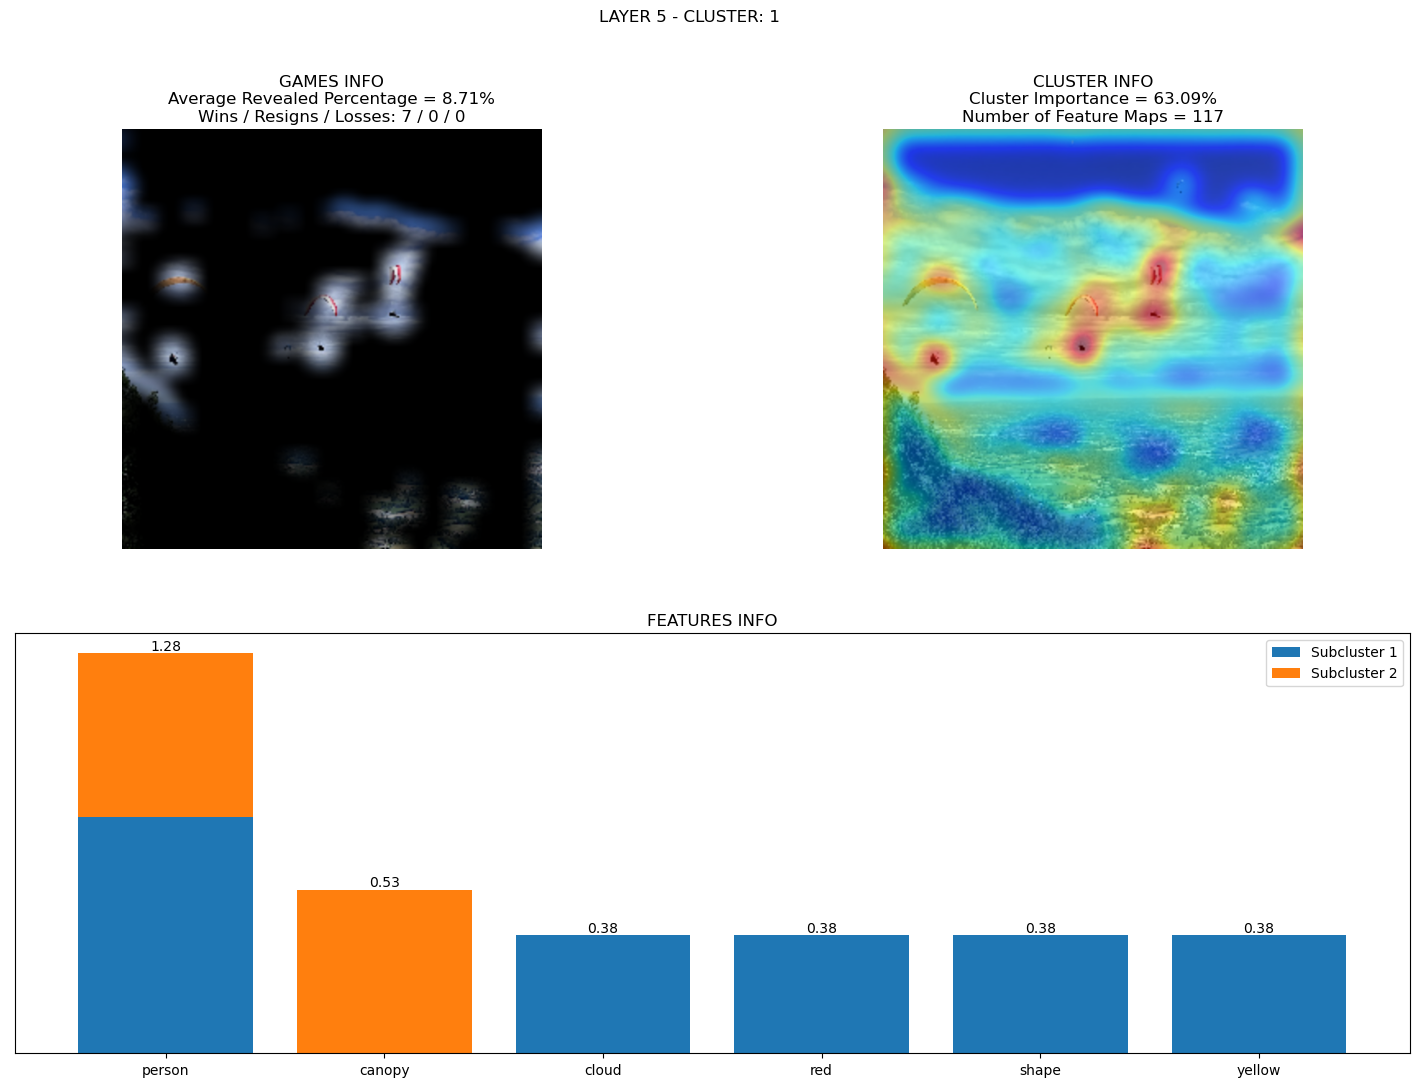 LAYER 5 - CLUSTER: 1
GAMES INFO
Average Revealed Percentage = 8.71%
Wins / Resigns / Losses: 7 / 0 / 0
CLUSTER INFO
Cluster Importance = 63.09%
Number of Feature Maps = 117
FEATURES INFO
Subcluster 1
Subcluster 2
1.28
0.53
0.38
0.38
0.38
0.38
person
canopy
cloud
red
shape
yellow